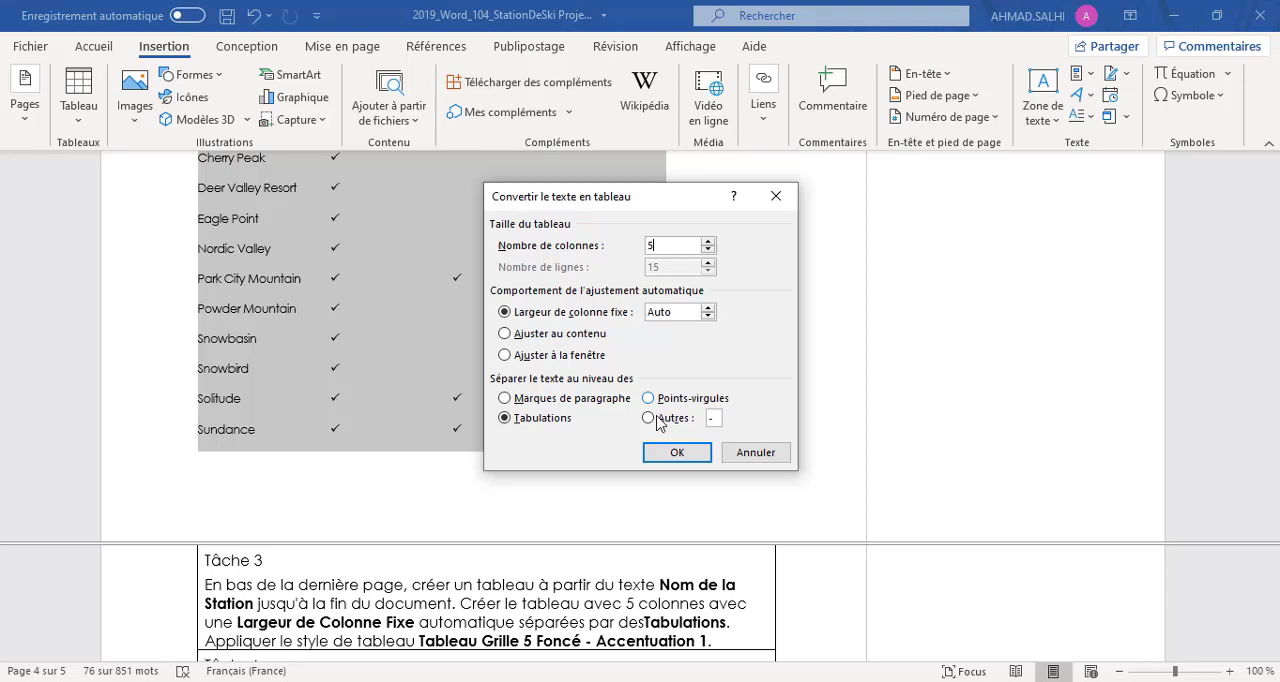 Enregistrement automatique
2019_Word_104_StationDeSki Proje...
Rechercher
AHMAD.SALHI
A
Fichier
Accueil
Insertion
Conception
Mise en page
Références
Publipostage
Révision
Affichage
Aide
Partager
Commentaires
Pages
Tableau
Images
Formes
Icônes
Modèles 3D
SmartArt
Graphique
Capture
Ajouter à partir
de fichiers
Télécharger des compléments
Mes compléments
W
Wikipédia
Vidéo
en ligne
Liens
Commentaire
En-tête
Pied de page
Numéro de page
Zone de
texte
Équation
Symbole
Tableaux
Illustrations
Contenu
Compléments
Média
Commentaires
En-tête et pied de page
Texte
Symboles
Cherry Peak ✓
Deer Valley Resort ✓
Eagle Point ✓
Nordic Valley ✓
Park City Mountain ✓ ✓
Powder Mountain ✓
Snowbasin ✓
Snowbird ✓
Solitude ✓ ✓
Sundance ✓ ✓
Convertir le texte en tableau
?
Taille du tableau
Nombre de colonnes : 5
Nombre de lignes : 15
Comportement de l'ajustement automatique
Largeur de colonne fixe : Auto
Ajuster au contenu
Ajuster à la fenêtre
Séparer le texte au niveau des
Marques de paragraphe
Points-virgules
Tabulations
Autres : -
OK
Annuler
Tâche 3
En bas de la dernière page, créer un tableau à partir du texte Nom de la
Station jusqu'à la fin du document. Créer le tableau avec 5 colonnes avec
une Largeur de Colonne Fixe automatique séparées par desTabulations.
Appliquer le style de tableau Tableau Grille 5 Foncé - Accentuation 1.
Page 4 sur 5
76 sur 851 mots
Français (France)
Focus
100 %